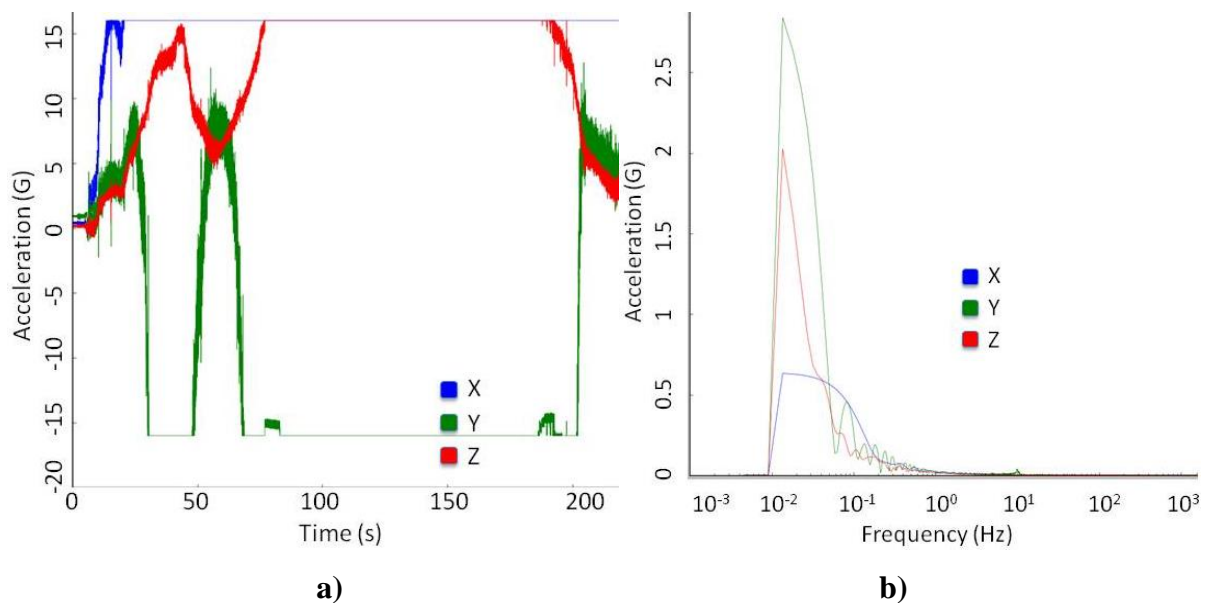 15
10
5
0
-5
-10
-15
-20
Acceleration (G)
X
Y
Z
0
50
100
150
200
Time (s)
a)
2.5
2
1.5
1
0.5
0
Acceleration (G)
X
Y
Z
10-3
10-2
10-1
100
101
102
103
Frequency (Hz)
b)